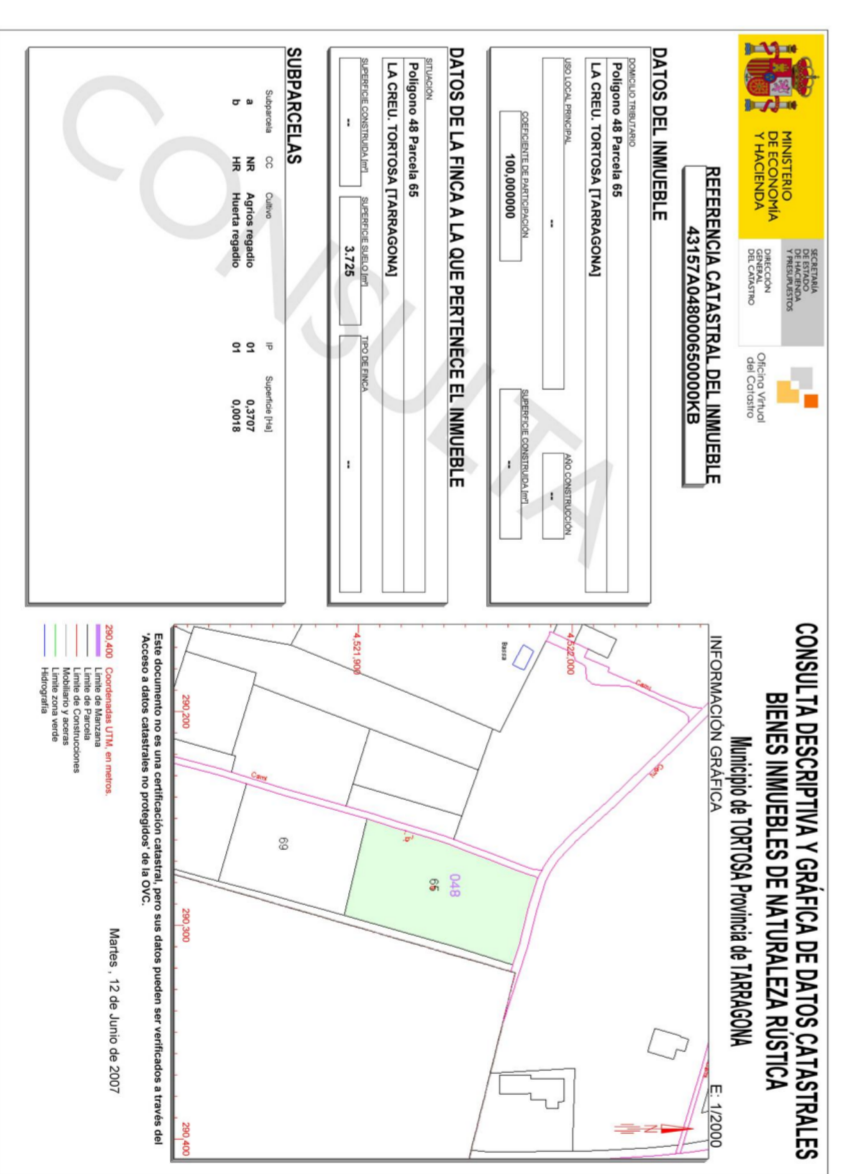 MINISTERIO
DE ECONOMÍA
Y HACIENDA
SECRETARÍA
DE ESTADO
DE HACIENDA
Y PRESUPUESTOS
DIRECCIÓN
GENERAL
DEL CATASTRO
Oficina Virtual
del Catastro
REFERENCIA CATASTRAL DEL INMUEBLE
43157A048000650000KB
DATOS DEL INMUEBLE
DOMICILIO TRIBUTARIO
Polígono 48 Parcela 65
LA CREU. TORTOSA [TARRAGONA]
USO LOCAL PRINCIPAL
--
AÑO CONSTRUCCIÓN
--
COEFICIENTE DE PARTICIPACIÓN
100,000000
SUPERFICIE CONSTRUIDA [m²]
--
DATOS DE LA FINCA A LA QUE PERTENECE EL INMUEBLE
SITUACIÓN
Polígono 48 Parcela 65
LA CREU. TORTOSA [TARRAGONA]
SUPERFICIE CONSTRUIDA [m²]
--
SUPERFICIE SUELO [m²]
3.725
TIPO DE FINCA
--
SUBPARCELAS
Subparcela CC Cultivo IP Superficie [Ha]
a NR Agrios regadío 01 0,3707
b HR Huerta regadío 01 0,0018
CONSULTA
CONSULTA DESCRIPTIVA Y GRÁFICA DE DATOS CATASTRALES
BIENES INMUEBLES DE NATURALEZA RÚSTICA
Municipio de TORTOSA Provincia de TARRAGONA
INFORMACIÓN GRÁFICA E: 1/2000
4,522,000
4,521,900
290,200
290,300
290,400
Camí
Camí
Camí
Bassa
048
65
69
N
Este documento no es una certificación catastral, pero sus datos pueden ser verificados a través del
'Acceso a datos catastrales no protegidos' de la OVC.
290,400 Coordenadas UTM, en metros.
Límite de Manzana
Límite de Parcela
Límite de Construcciones
Mobiliario y aceras
Límite zona verde
Hidrografía
Martes , 12 de Junio de 2007